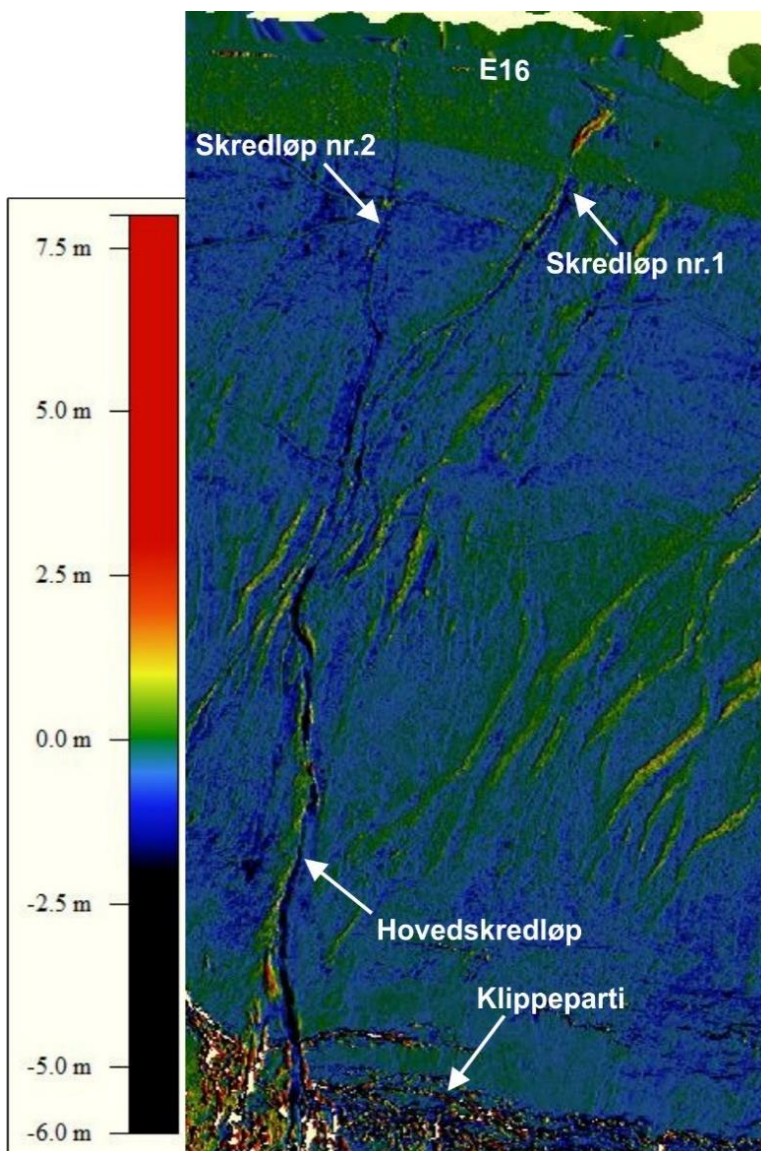 E16
Skredløp nr.2
Skredløp nr.1
7.5 m
5.0 m
2.5 m
0.0 m
-2.5 m
-5.0 m
-6.0 m
Hovedskredløp
Klippeparti